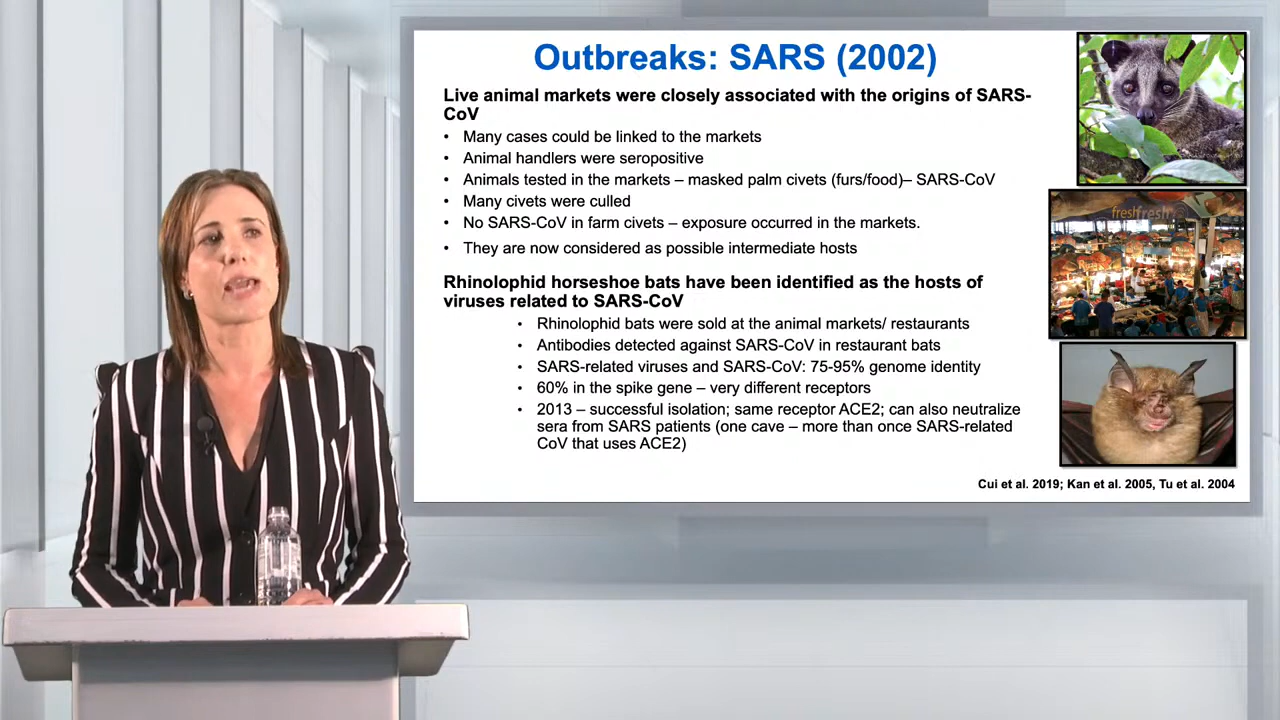 Outbreaks: SARS (2002)
Live animal markets were closely associated with the origins of SARS-
CoV
• Many cases could be linked to the markets
• Animal handlers were seropositive
• Animals tested in the markets – masked palm civets (furs/food)– SARS-CoV
• Many civets were culled
• No SARS-CoV in farm civets – exposure occurred in the markets.
• They are now considered as possible intermediate hosts
Rhinolophid horseshoe bats have been identified as the hosts of
viruses related to SARS-CoV
• Rhinolophid bats were sold at the animal markets/ restaurants
• Antibodies detected against SARS-CoV in restaurant bats
• SARS-related viruses and SARS-CoV: 75-95% genome identity
• 60% in the spike gene – very different receptors
• 2013 – successful isolation; same receptor ACE2; can also neutralize
sera from SARS patients (one cave – more than once SARS-related
CoV that uses ACE2)
freshfresh
Cui et al. 2019; Kan et al. 2005, Tu et al. 2004